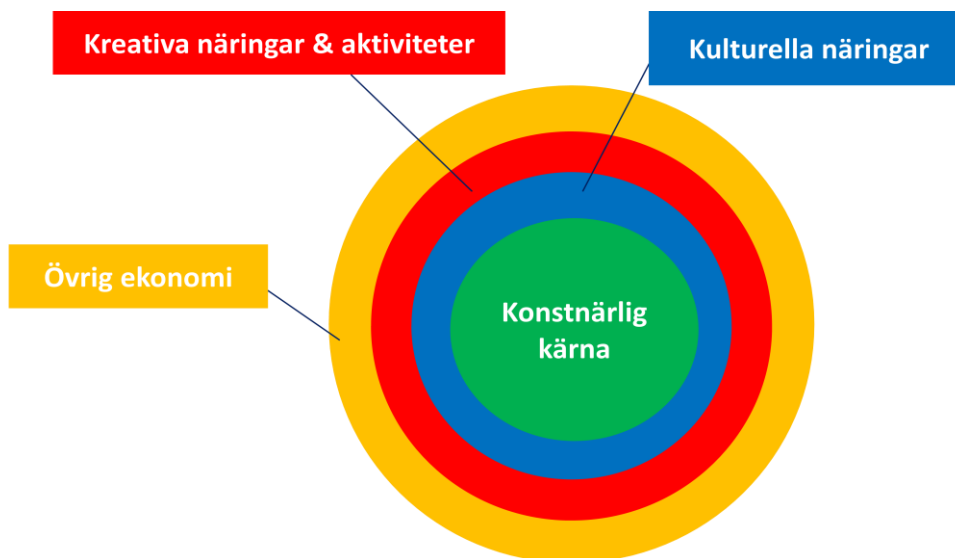 Kreativa näringar & aktiviteter
Kulturella näringar
Övrig ekonomi
Konstnärlig
kärna